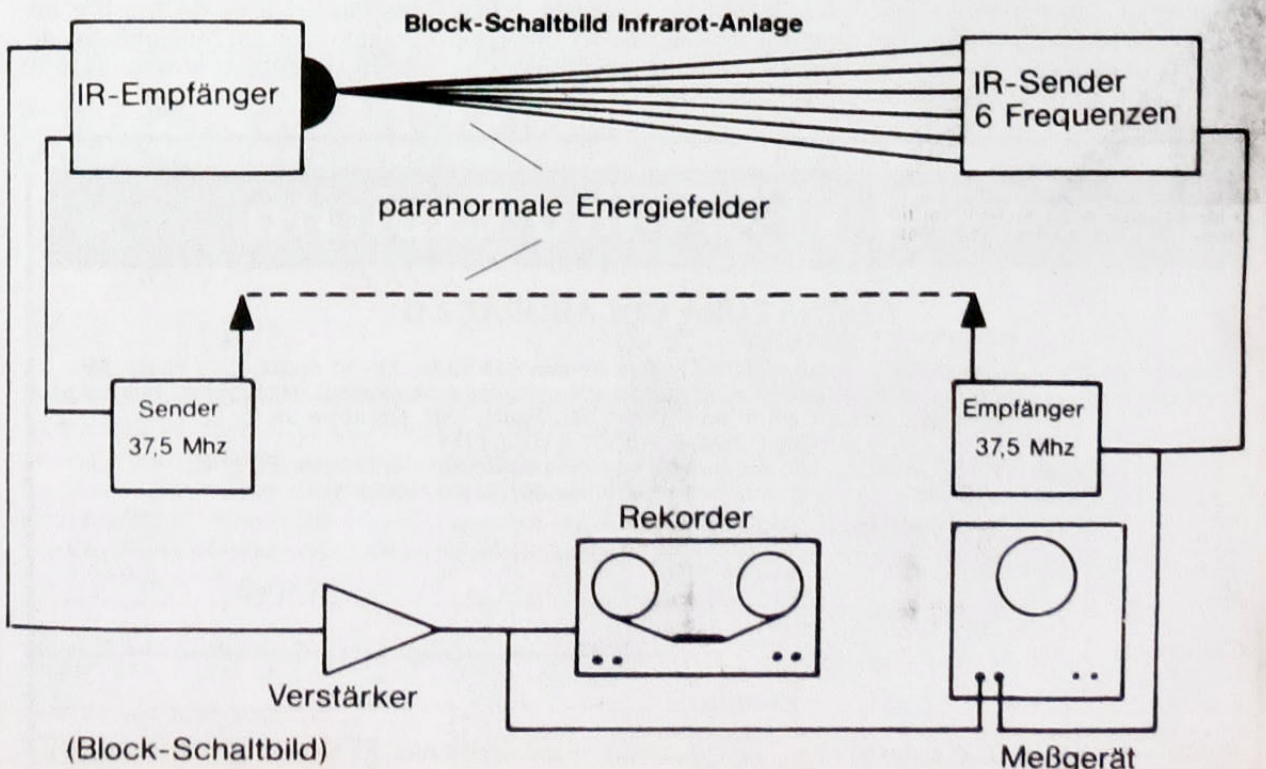 Block-Schaltbild Infrarot-Anlage
IR-Empfänger
IR-Sender
6 Frequenzen
paranormale Energiefelder
Sender
37,5 Mhz
Empfänger
37,5 Mhz
Rekorder
Verstärker
(Block-Schaltbild)
Meßgerät